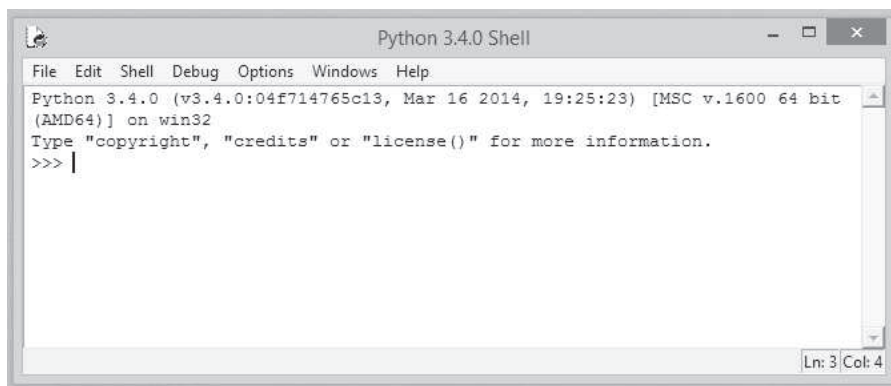 Python 3.4.0 Shell
File Edit Shell Debug Options Windows Help
Python 3.4.0 (v3.4.0:04f714765c13, Mar 16 2014, 19:25:23) [MSC v.1600 64 bit
(AMD64)] on win32
Type "copyright", "credits" or "license()" for more information.
>>>
Ln: 3 Col: 4